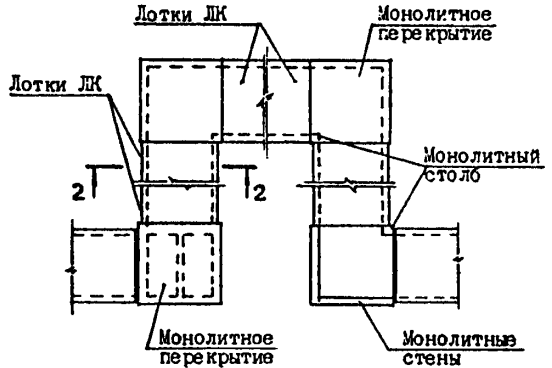 Лотки ЛК
Монолитное
перекрытие
Лотки ЛК
Монолитный
столб
2
2
Монолитное
перекрытие
Монолитные
стены